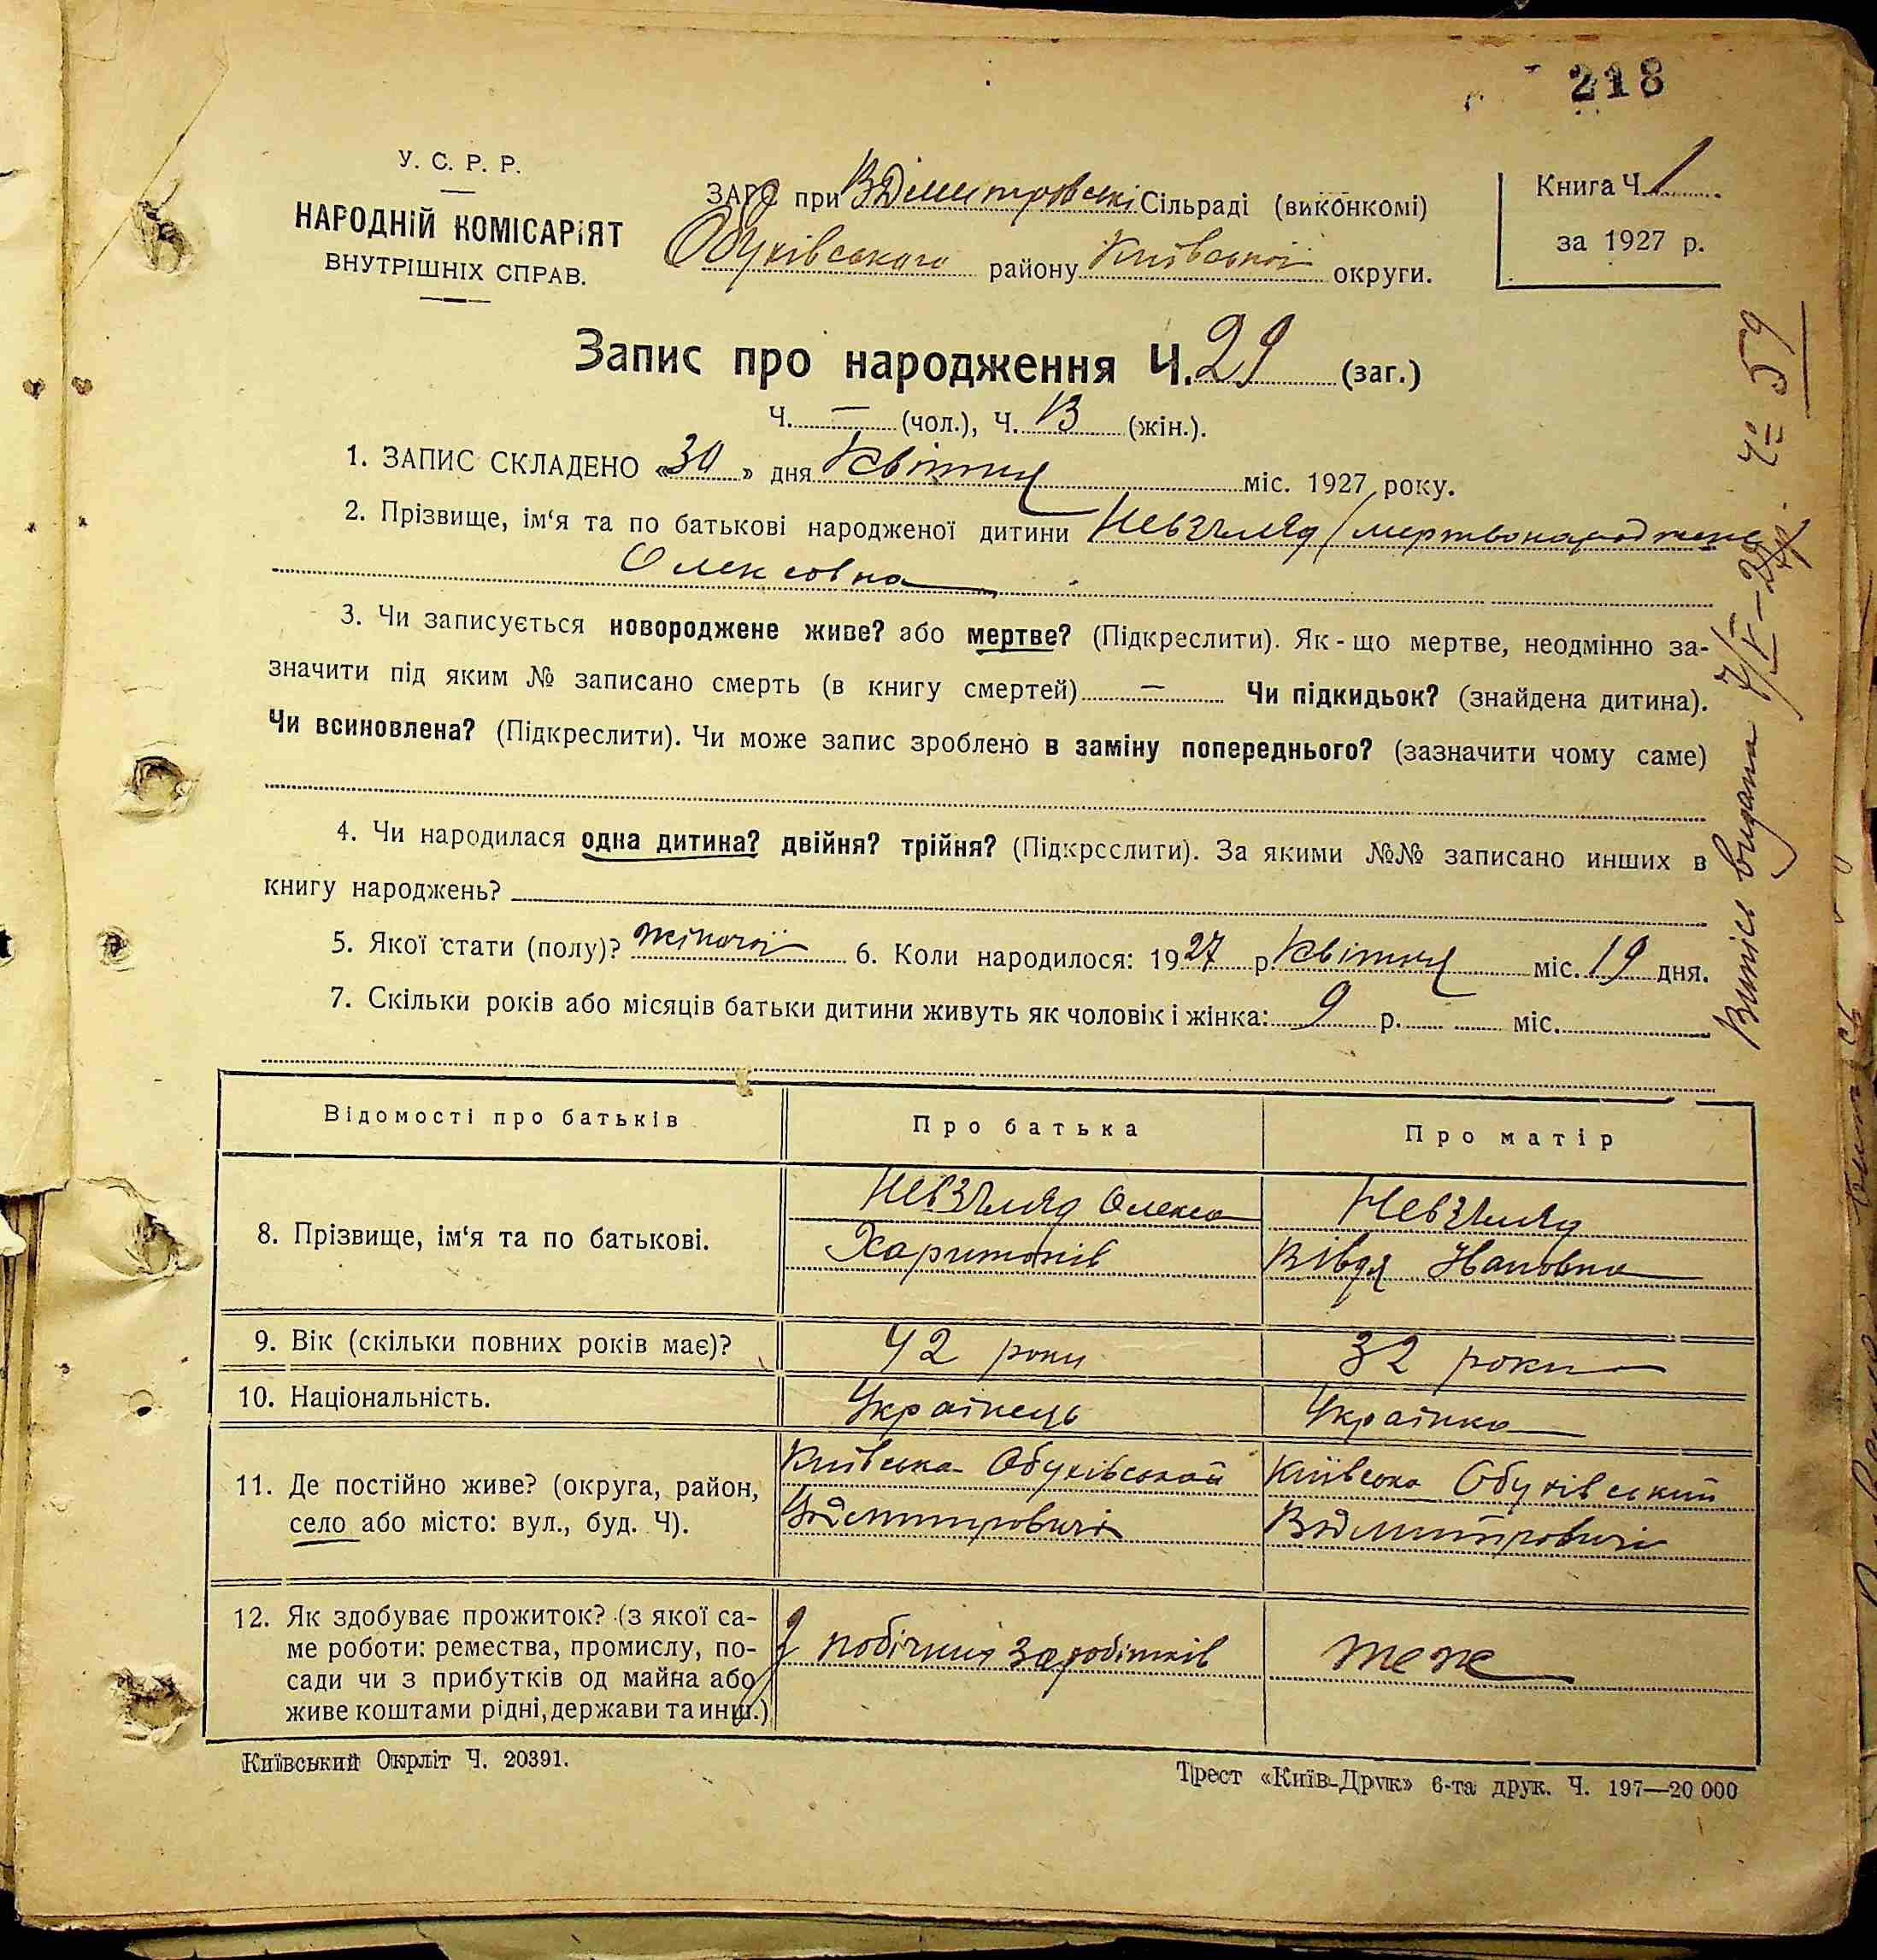 218
У. С. Р. Р.
НАРОДНІЙ КОМІСАРІЯТ
ВНУТРІШНІХ СПРАВ.
ЗАГС при ВДмитровські Сільраді (виконкомі)
Обухівського району Київської округи.
Книга Ч. 1
за 1927 р.
Запис про народження Ч. 29 (заг.)
Ч. — (чол.), Ч. 13 (жін.).
1. ЗАПИС СКЛАДЕНО «30» дня Квітня міс. 1927 року.
2. Прізвище, ім‘я та по батькові народженої дитини Невзгляд /мертвонароджене
Олексовна
3. Чи записується новороджене живе? або мертве? (Підкреслити). Як-що мертве, неодмінно за-
значити під яким № записано смерть (в книгу смертей) — Чи підкидьок? (знайдена дитина).
Чи всиновлена? (Підкреслити). Чи може запис зроблено в заміну попереднього? (зазначити чому саме)
4. Чи народилася одна дитина? двійня? трійня? (Підкреслити). За якими №№ записано инших в
книгу народжень?
5. Якої стати (полу)? жіночої 6. Коли народилося: 1927 р. Квітня міс. 19 дня.
7. Скільки років або місяців батьки дитини живуть як чоловік і жінка: 9 р. міс.
Випис видана
59
Відомості про батьків
Про батька
Про матір
8. Прізвище, ім‘я та по батькові.
Невзгляд Олекса
Харитонів
Невзгляд
Вівдя Івановна
9. Вік (скільки повних років має)?
42 роки
32 роки
10. Національність.
Українець
Українка
11. Де постійно живе? (округа, район,
село або місто: вул., буд. Ч).
Київська Обухівський
ВДмитровичі
Київська Обухівський
ВДмитровичі
12. Як здобуває прожиток? (з якої са-
ме роботи: ремества, промислу, по-
сади чи з прибутків од майна або
живе коштами рідні, держави та инш.)
З побічних заробітків
теж
Київський Окрліт Ч. 20391.
Трест «Київ-Друк» 6-та друк. Ч. 197—20 000